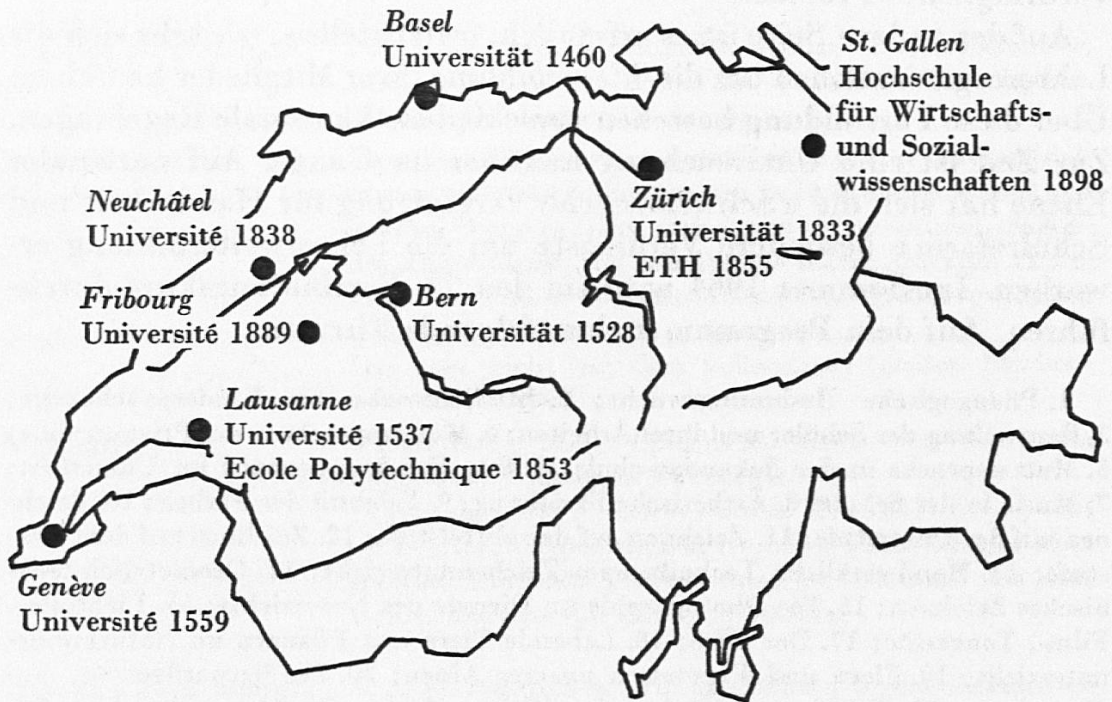 Basel
Universität 1460
St. Gallen
Hochschule
für Wirtschafts-
und Sozial-
wissenschaften 1898
Neuchâtel
Université 1838
Zürich
Universität 1833
ETH 1855
Fribourg
Université 1889
Bern
Universität 1528
Lausanne
Université 1537
Ecole Polytechnique 1853
Genève
Université 1559